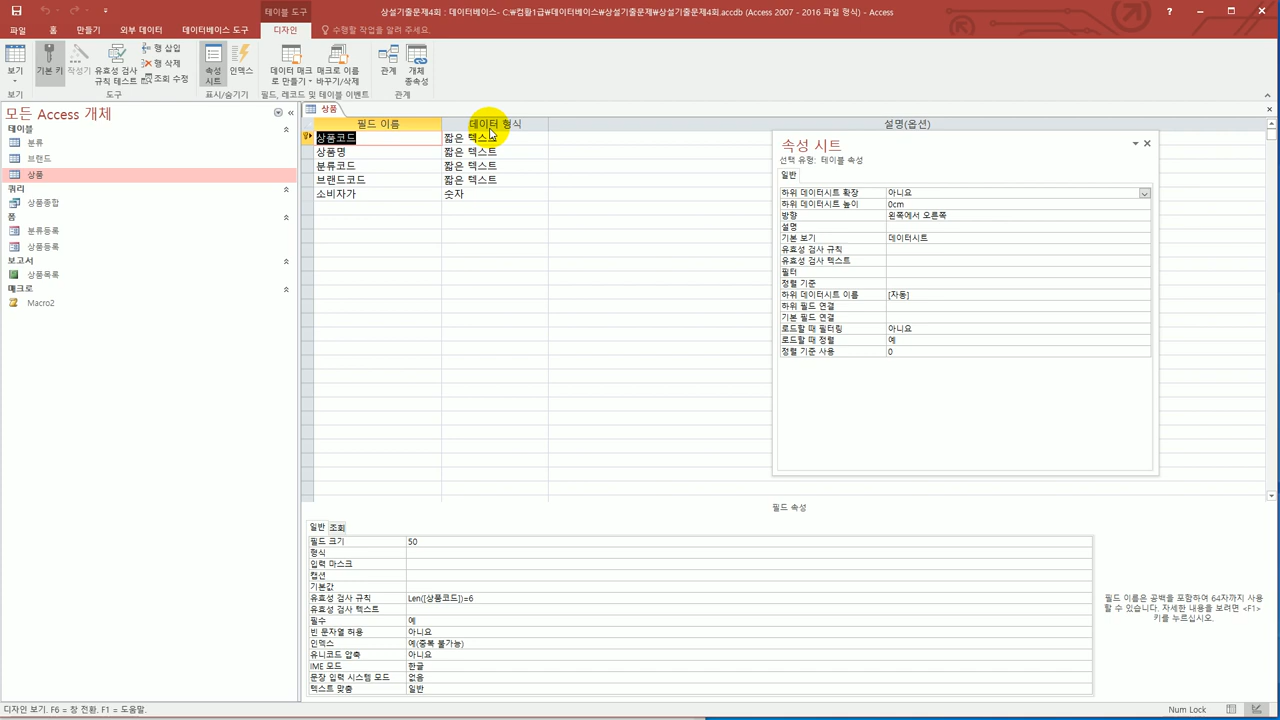 테이블 도구
상설기출문제4회 : 데이터베이스- C:₩컴활1급₩데이터베이스₩상설기출문제₩상설기출문제4회.accdb (Access 2007 - 2016 파일 형식) - Access
파일 홈 만들기 외부 데이터 데이터베이스 도구 디자인 수행할 작업을 알려 주세요.
보기 기본 키 작성기 유효성 검사 규칙 테스트 행 삽입 행 삭제 조회 수정 속성 시트 인덱스 데이터 매크로 만들기 매크로 이름 바꾸기/삭제 관계 개체 종속성
보기 도구 표시/숨기기 필드, 레코드 및 테이블 이벤트 관계
모든 Access 개체
테이블
분류
브랜드
상품
쿼리
상품종합
폼
분류등록
상품등록
보고서
상품목록
매크로
Macro2
상품
필드 이름 데이터 형식 설명(옵션)
상품코드 짧은 텍스트
상품명 짧은 텍스트
분류코드 짧은 텍스트
브랜드코드 짧은 텍스트
소비자가 숫자
속성 시트
선택 유형: 테이블 속성
일반
하위 데이터시트 확장 아니요
하위 데이터시트 높이 0cm
방향 왼쪽에서 오른쪽
설명
기본 보기 데이터시트
유효성 검사 규칙
유효성 검사 텍스트
필터
정렬 기준
하위 데이터시트 이름 [자동]
하위 필드 연결
기본 필드 연결
로드할 때 필터링 아니요
로드할 때 정렬 예
정렬 기준 사용 0
필드 속성
일반 조회
필드 크기 50
형식
입력 마스크
캡션
기본값
유효성 검사 규칙 Len([상품코드])=6
유효성 검사 텍스트
필수 예
빈 문자열 허용 아니요
인덱스 예(중복 불가능)
유니코드 압축 아니요
IME 모드 한글
문장 입력 시스템 모드 없음
텍스트 맞춤 일반
필드 이름은 공백을 포함하여 64자까지 사용
할 수 있습니다. 자세한 내용을 보려면 <F1>
키를 누르십시오.
디자인 보기. F6 = 창 전환. F1 = 도움말. Num Lock